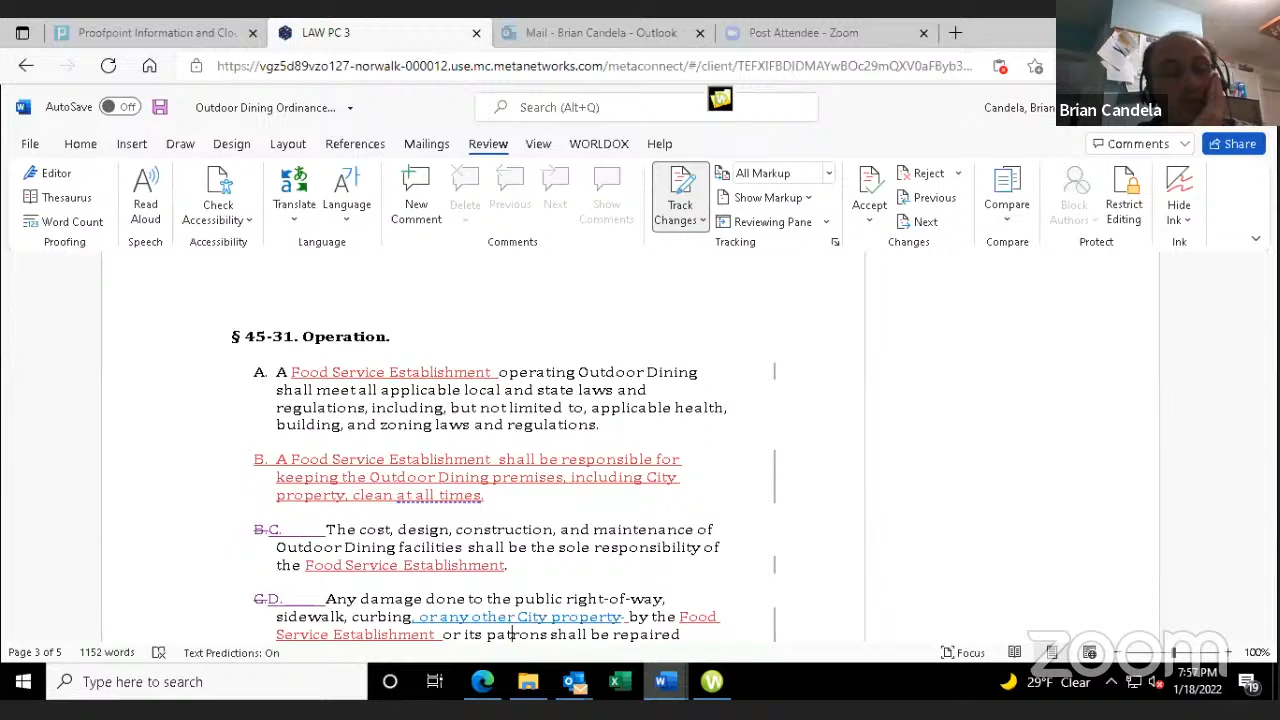 Proofpoint Information and Clo
LAW PC 3
Mail - Brian Candela - Outlook
Post Attendee - Zoom
https://vgz5d89vzo127-norwalk-000012.use.mc.metanetworks.com/metaconnect/#/client/TEFXIFBDIDMAYwBOc29mQXV0aFByb3...
AutoSave Off
Outdoor Dining Ordinance...
Search (Alt+Q)
Candela, Brian
Brian Candela
File Home Insert Draw Design Layout References Mailings Review View WORLDOX Help
Comments
Share
Editor
Thesaurus
Word Count
Proofing
Read Aloud
Speech
Check Accessibility
Accessibility
Translate
Language
Language
New Comment
Delete
Previous
Next
Show Comments
Comments
Track Changes
All Markup
Show Markup
Reviewing Pane
Tracking
Accept
Reject
Previous
Next
Changes
Compare
Compare
Block Authors
Restrict Editing
Protect
Hide Ink
Ink
§ 45-31. Operation.
A. A Food Service Establishment operating Outdoor Dining
shall meet all applicable local and state laws and
regulations, including, but not limited to, applicable health,
building, and zoning laws and regulations.
B. A Food Service Establishment shall be responsible for
keeping the Outdoor Dining premises, including City
property, clean at all times.
B.C. The cost, design, construction, and maintenance of
Outdoor Dining facilities shall be the sole responsibility of
the Food Service Establishment.
C.D. Any damage done to the public right-of-way,
sidewalk, curbing, or any other City property by the Food
Service Establishment or its patrons shall be repaired
zoom
Page 3 of 5
1152 words
Text Predictions: On
Focus
100%
Type here to search
29°F Clear
7:57 PM
1/18/2022
19